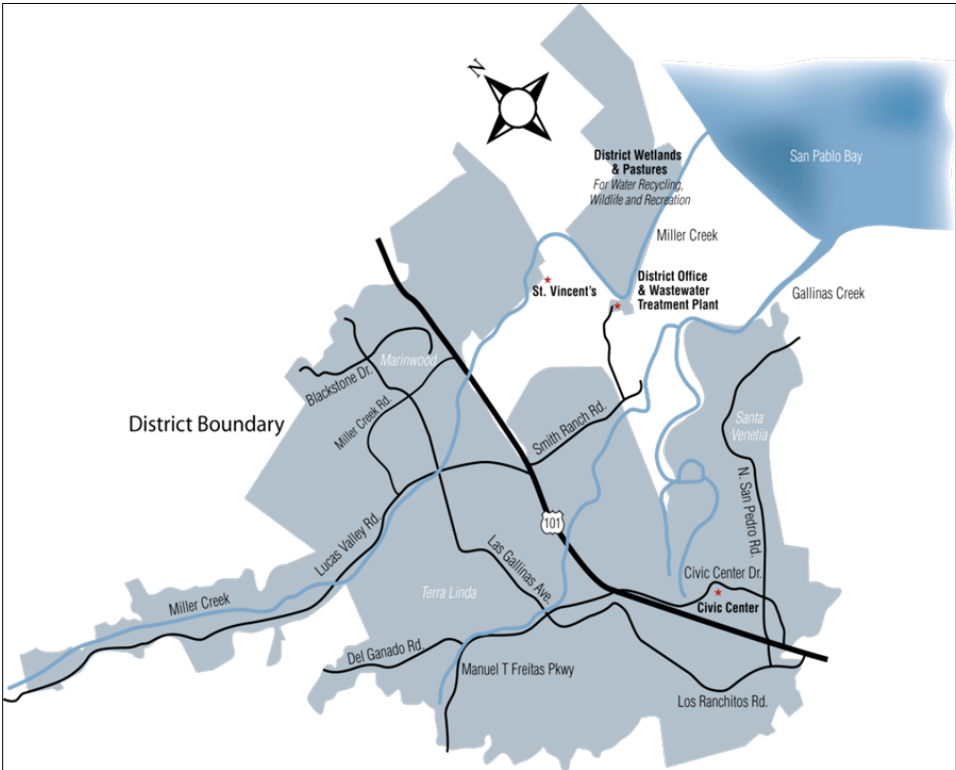 N
San Pablo Bay
District Wetlands
& Pastures
For Water Recycling,
Wildlife and Recreation
Miller Creek
District Office
& Wastewater
Treatment Plant
St. Vincent's
Gallinas Creek
Marinwood
Blackstone Dr.
Miller Creek Rd.
District Boundary
Smith Ranch Rd.
Santa
Venetia
N. San Pedro Rd.
101
Lucas Valley Rd.
Las Gallinas Ave.
Civic Center Dr.
Civic Center
Terra Linda
Miller Creek
Del Ganado Rd.
Manuel T Freitas Pkwy
Los Ranchitos Rd.